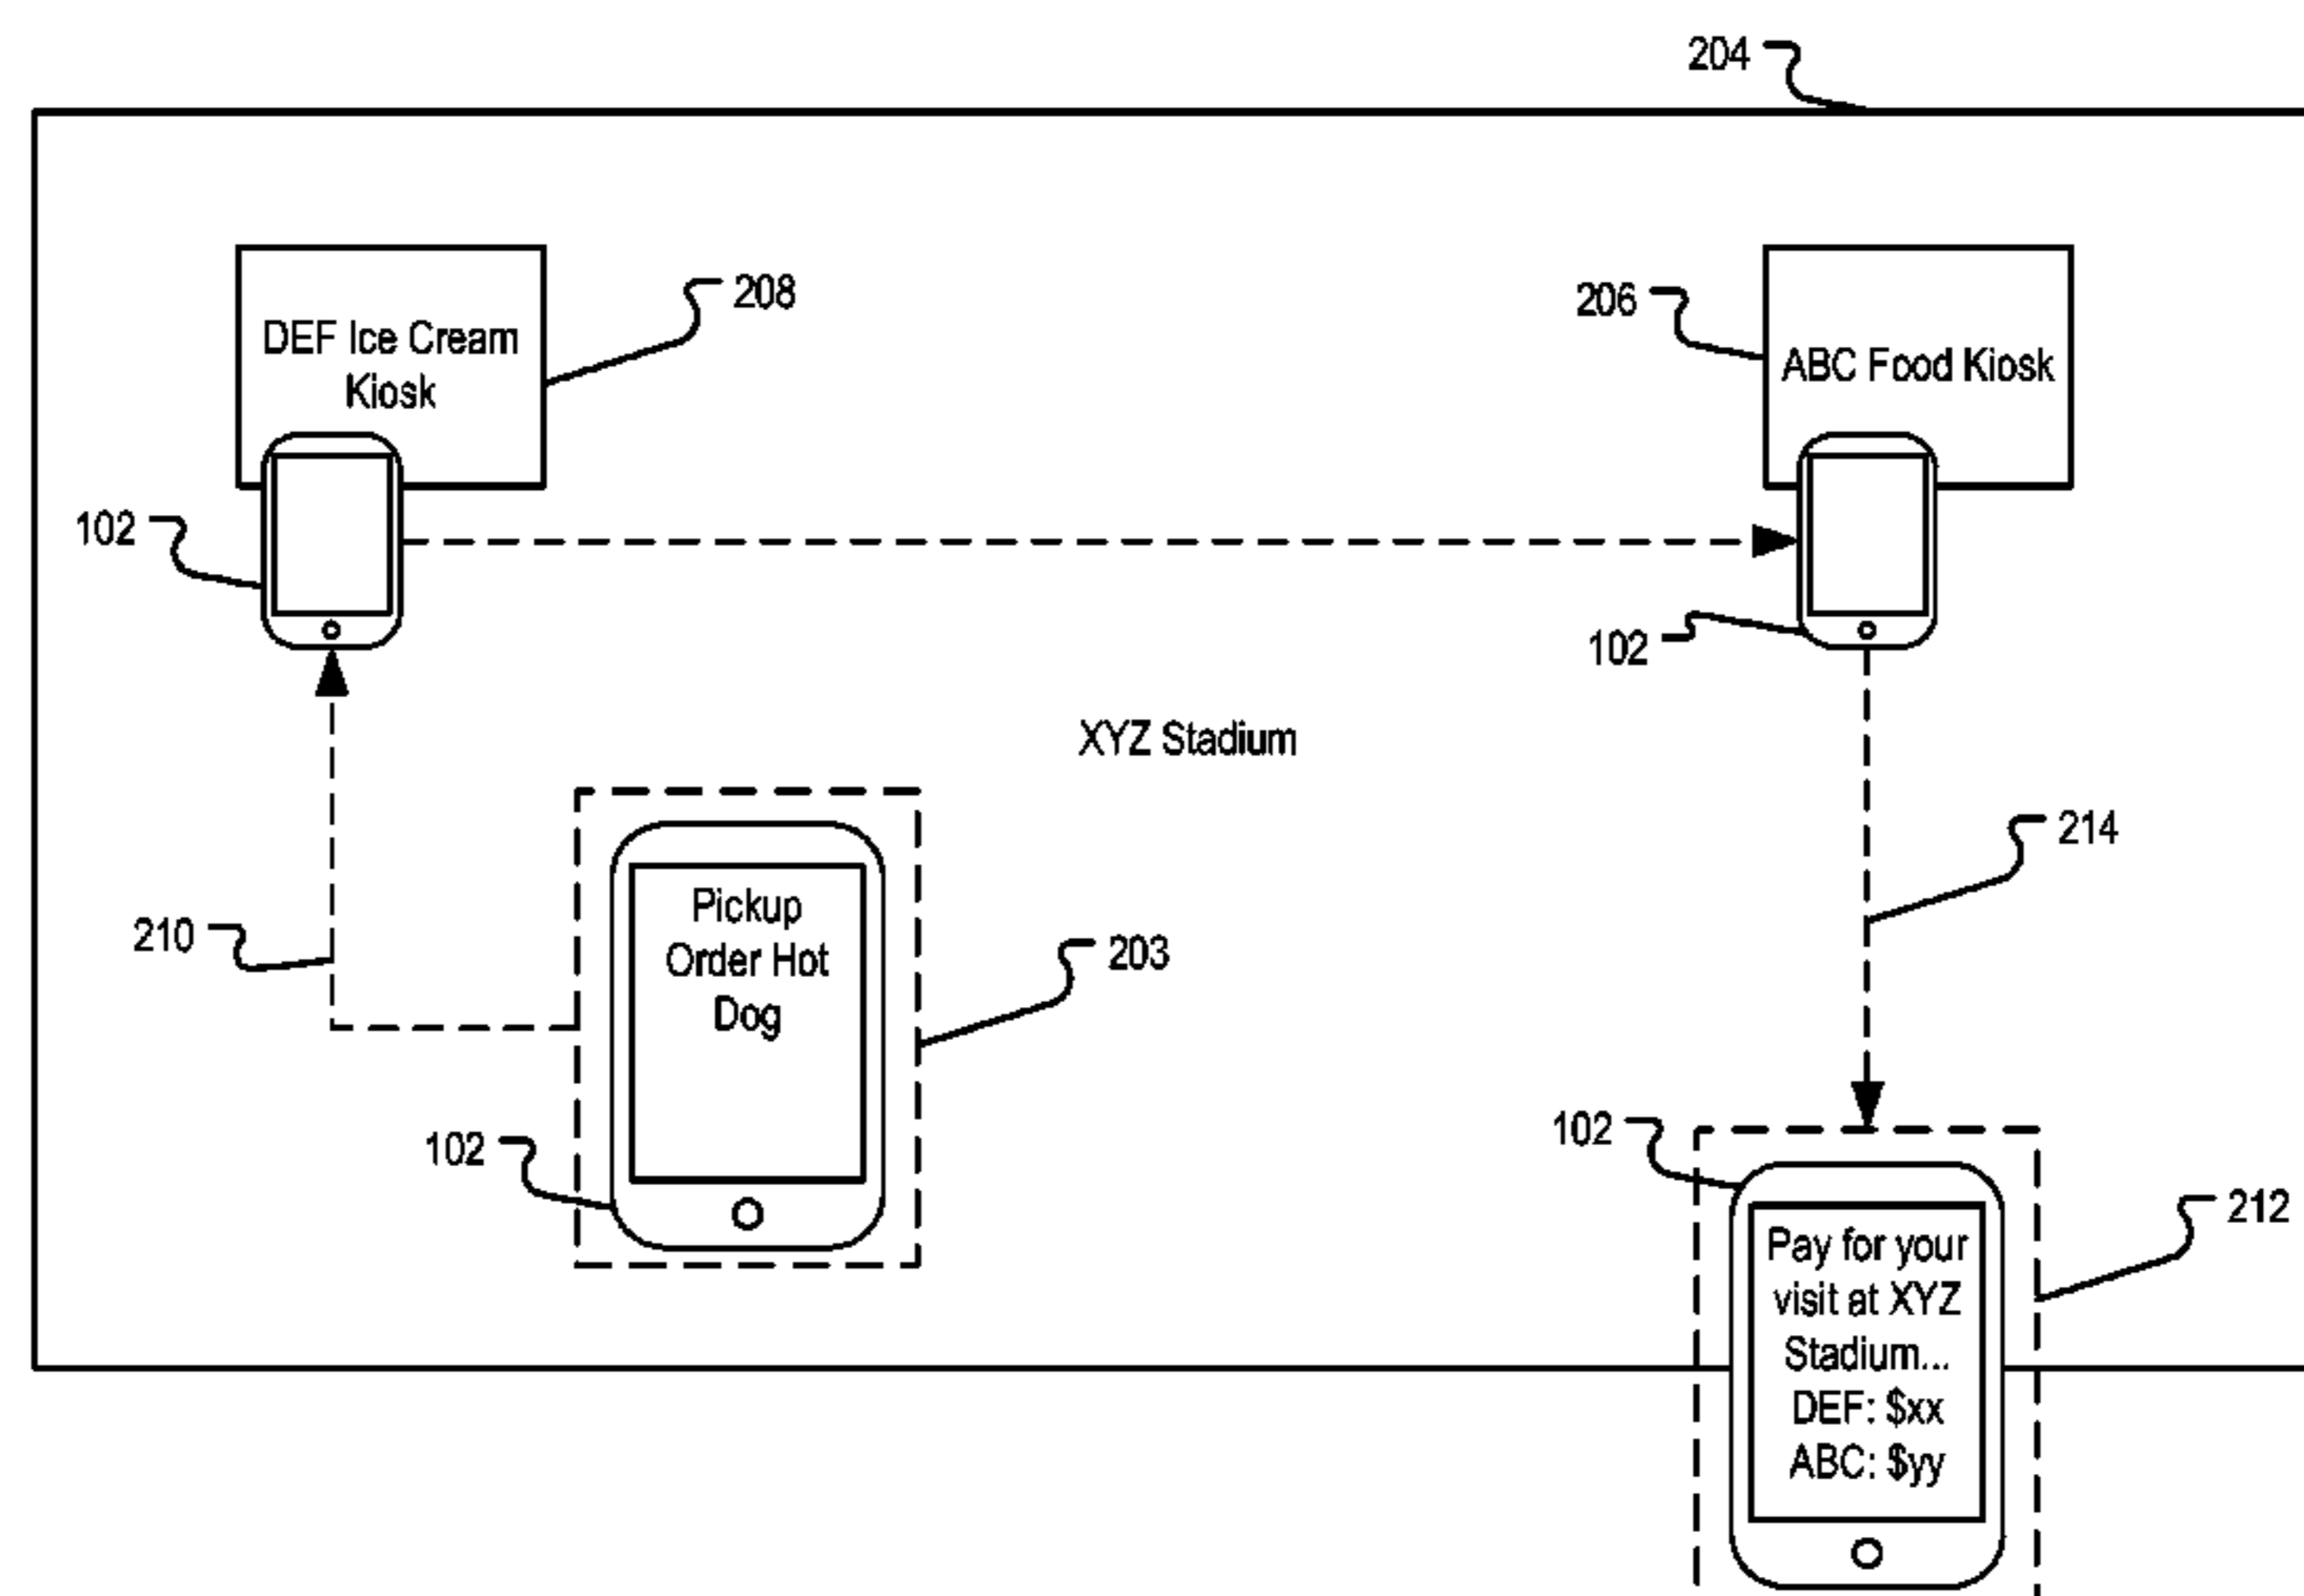 204
DEF Ice Cream
Kiosk
208
206
ABC Food Kiosk
102
102
XYZ Stadium
210
Pickup
Order Hot
Dog
203
214
102
102
Pay for your
visit at XYZ
Stadium...
DEF: $xx
ABC: $yy
212